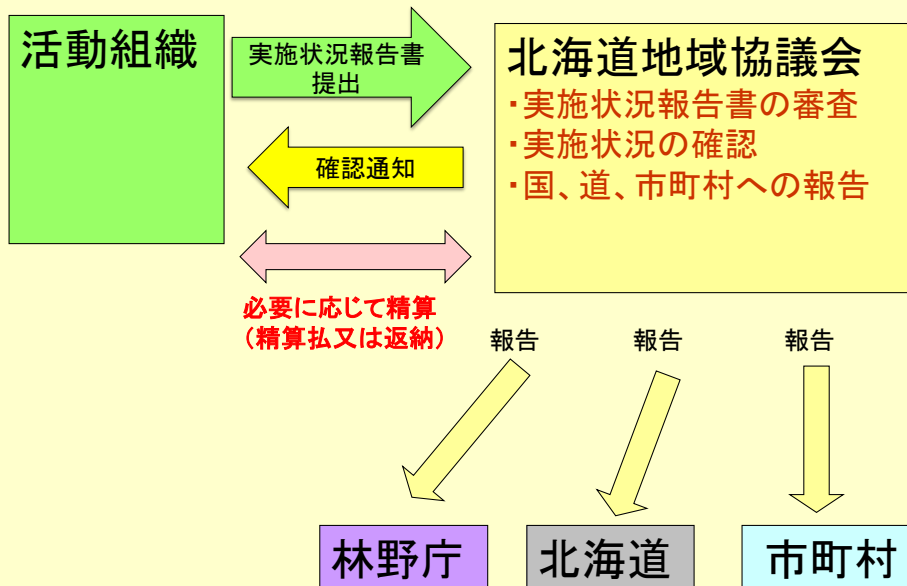 活動組織
実施状況報告書
提出
確認通知
必要に応じて精算
（精算払又は返納）
北海道地域協議会
・実施状況報告書の審査
・実施状況の確認
・国、道、市町村への報告
報告
報告
報告
林野庁
北海道
市町村